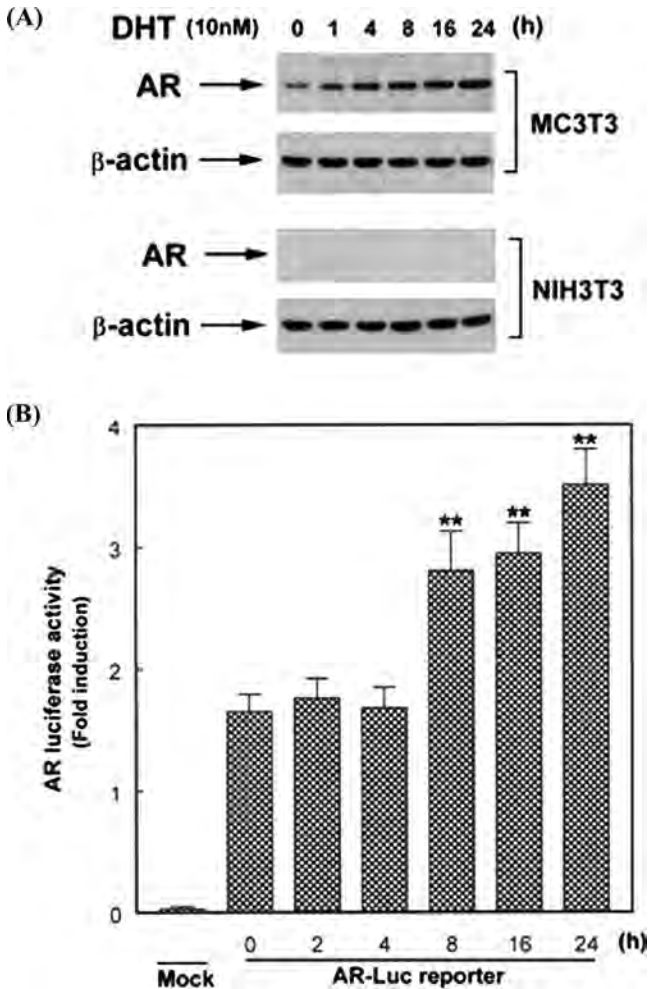 (A)
DHT (10nM) 0 1 4 8 16 24 (h)
AR
MC3T3
β-actin
AR
NIH3T3
β-actin
(B)
4
3
2
1
0
AR luciferase activity
(Fold induction)
**
**
**
0 2 4 8 16 24 (h)
Mock AR-Luc reporter